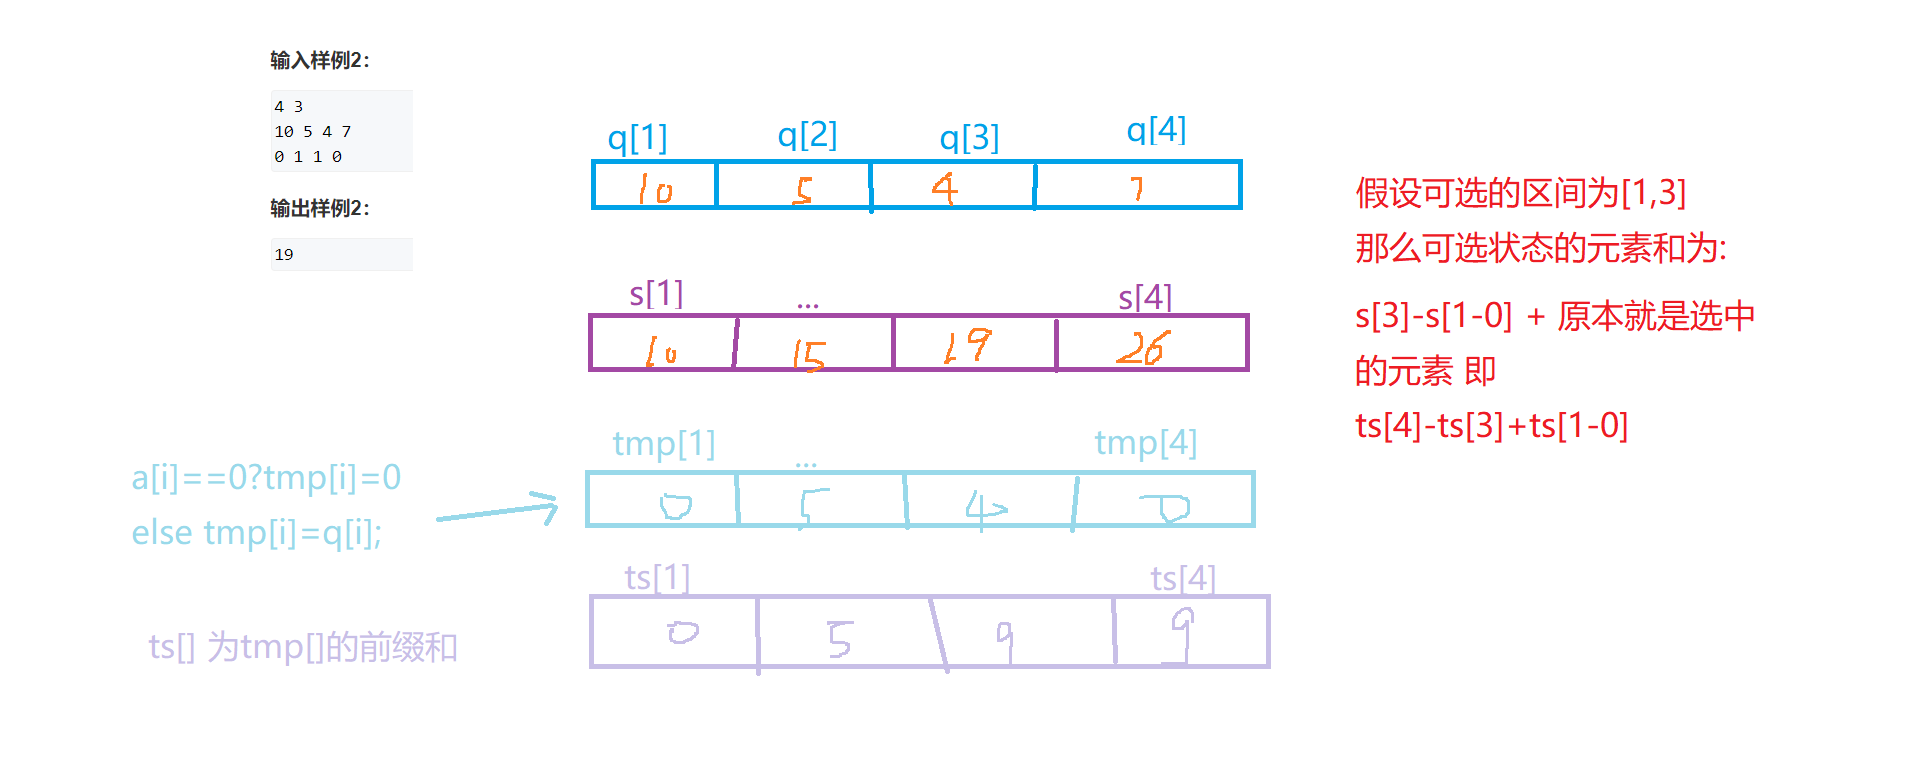 输入样例2:
4 3
10 5 4 7
0 1 1 0
输出样例2:
19
q[1] q[2] q[3] q[4]
10 5 4 7
s[1] ... s[4]
10 15 19 26
tmp[1] ... tmp[4]
0 5 4 0
a[i]==0?tmp[i]=0
else tmp[i]=q[i];
ts[1] ts[4]
0 5 9 9
ts[] 为tmp[]的前缀和
假设可选的区间为[1,3]
那么可选状态的元素和为:
s[3]-s[1-0] + 原本就是选中
的元素 即
ts[4]-ts[3]+ts[1-0]